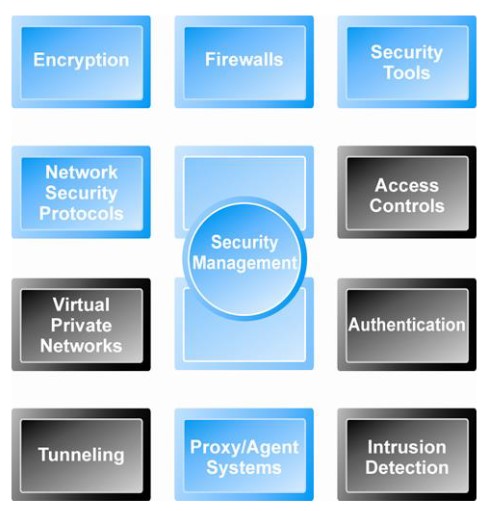 Encryption
Firewalls
Security
Tools
Network
Security
Protocols
Security
Management
Access
Controls
Virtual
Private
Networks
Authentication
Tunneling
Proxy/Agent
Systems
Intrusion
Detection